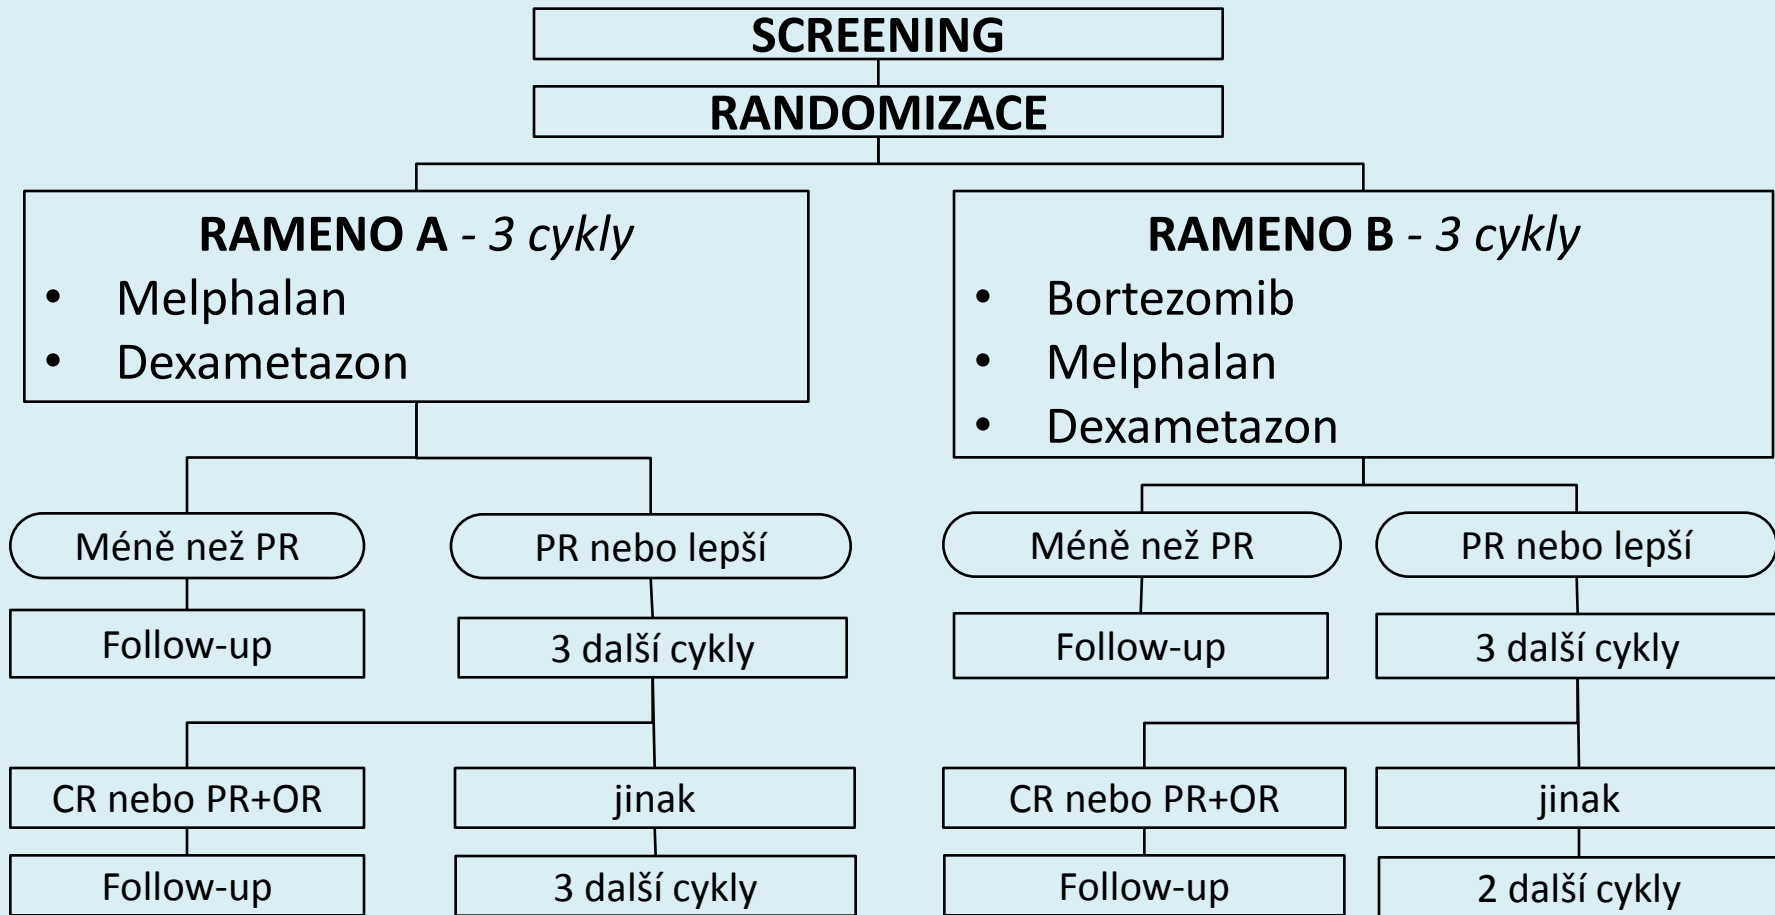 SCREENING
RANDOMIZACE
RAMENO A - 3 cykly
• Melphalan
• Dexametazon
RAMENO B - 3 cykly
• Bortezomib
• Melphalan
• Dexametazon
Méně než PR
PR nebo lepší
Méně než PR
PR nebo lepší
Follow-up
3 další cykly
Follow-up
3 další cykly
CR nebo PR+OR
jinak
CR nebo PR+OR
jinak
Follow-up
3 další cykly
Follow-up
2 další cykly